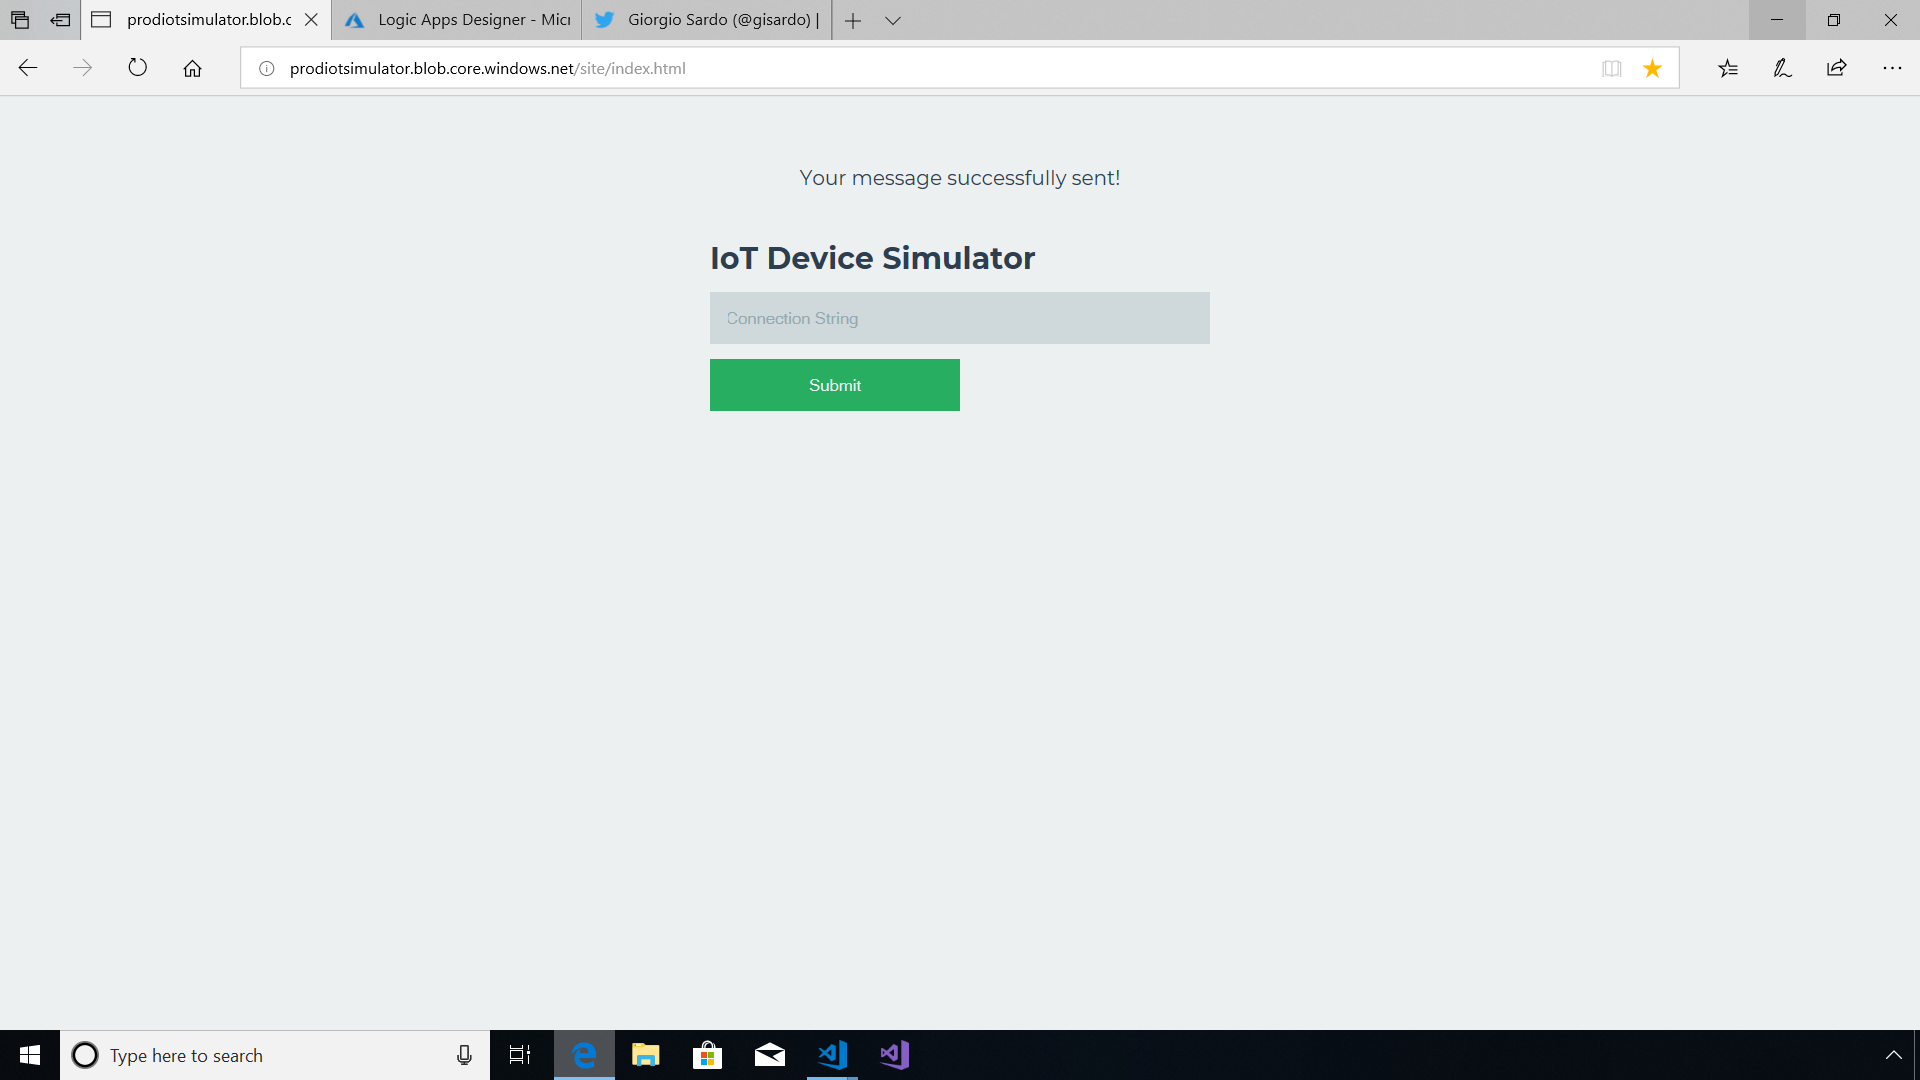 prodiotsimulator.blob.c
Logic Apps Designer - Micr
Giorgio Sardo (@gisardo) |
prodiotsimulator.blob.core.windows.net/site/index.html
Your message successfully sent!
IoT Device Simulator
Connection String
Submit
Type here to search